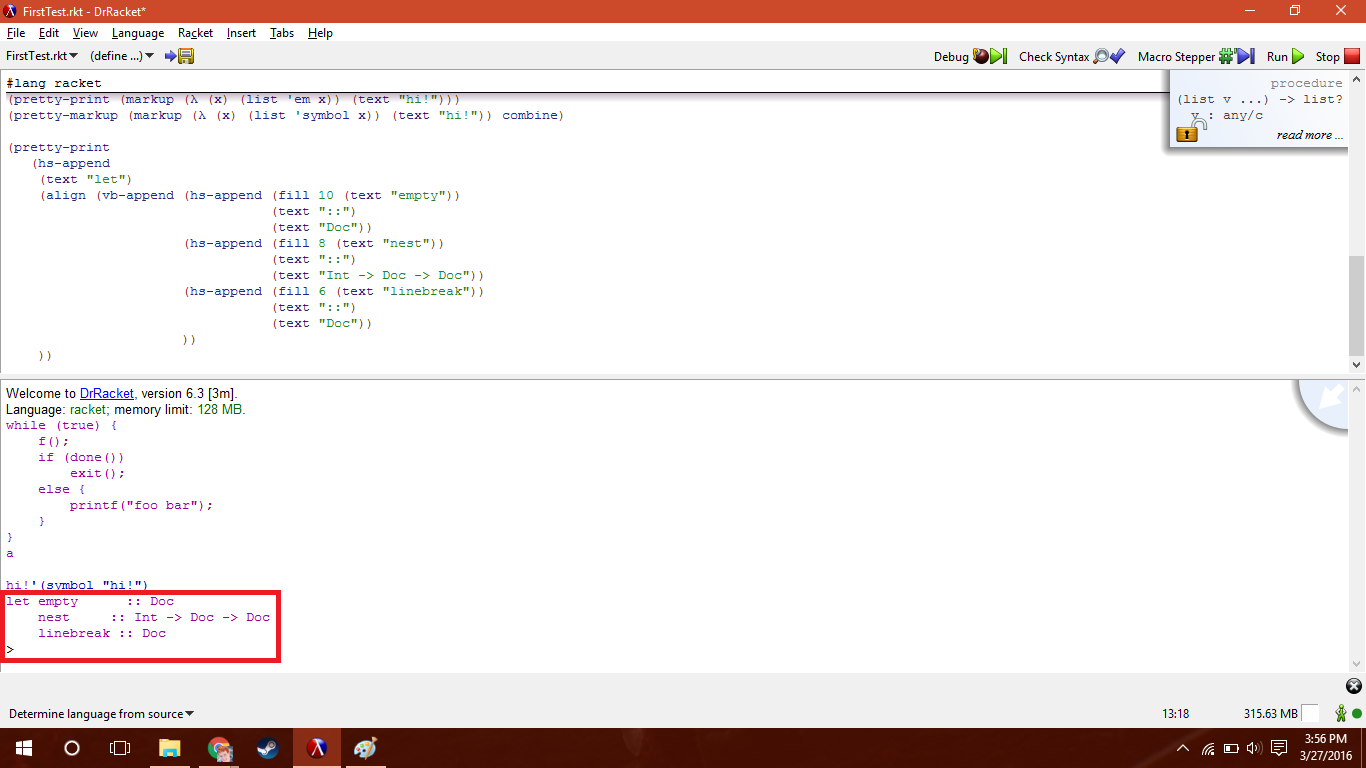 FirstTest.rkt - DrRacket*
File Edit View Language Racket Insert Tabs Help
FirstTest.rkt (define ...) Debug Check Syntax Macro Stepper Run Stop
#lang racket
(pretty-print (markup (λ (x) (list 'em x)) (text "hi!")))
(pretty-markup (markup (λ (x) (list 'symbol x)) (text "hi!")) combine)
(pretty-print
   (hs-append
    (text "let")
    (align (vb-append (hs-append (fill 10 (text "empty"))
                                 (text "::")
                                 (text "Doc"))
                      (hs-append (fill 8 (text "nest"))
                                 (text "::")
                                 (text "Int -> Doc -> Doc"))
                      (hs-append (fill 6 (text "linebreak"))
                                 (text "::")
                                 (text "Doc"))
                      ))
    ))
procedure
(list v ...) -> list?
v : any/c
read more ...
Welcome to DrRacket, version 6.3 [3m].
Language: racket; memory limit: 128 MB.
while (true) {
    f();
    if (done())
        exit();
    else {
        printf("foo bar");
    }
}
a
hi!'(symbol "hi!")
let empty      :: Doc
    nest     :: Int -> Doc -> Doc
    linebreak :: Doc
>
Determine language from source 13:18 315.63 MB
3:56 PM
3/27/2016